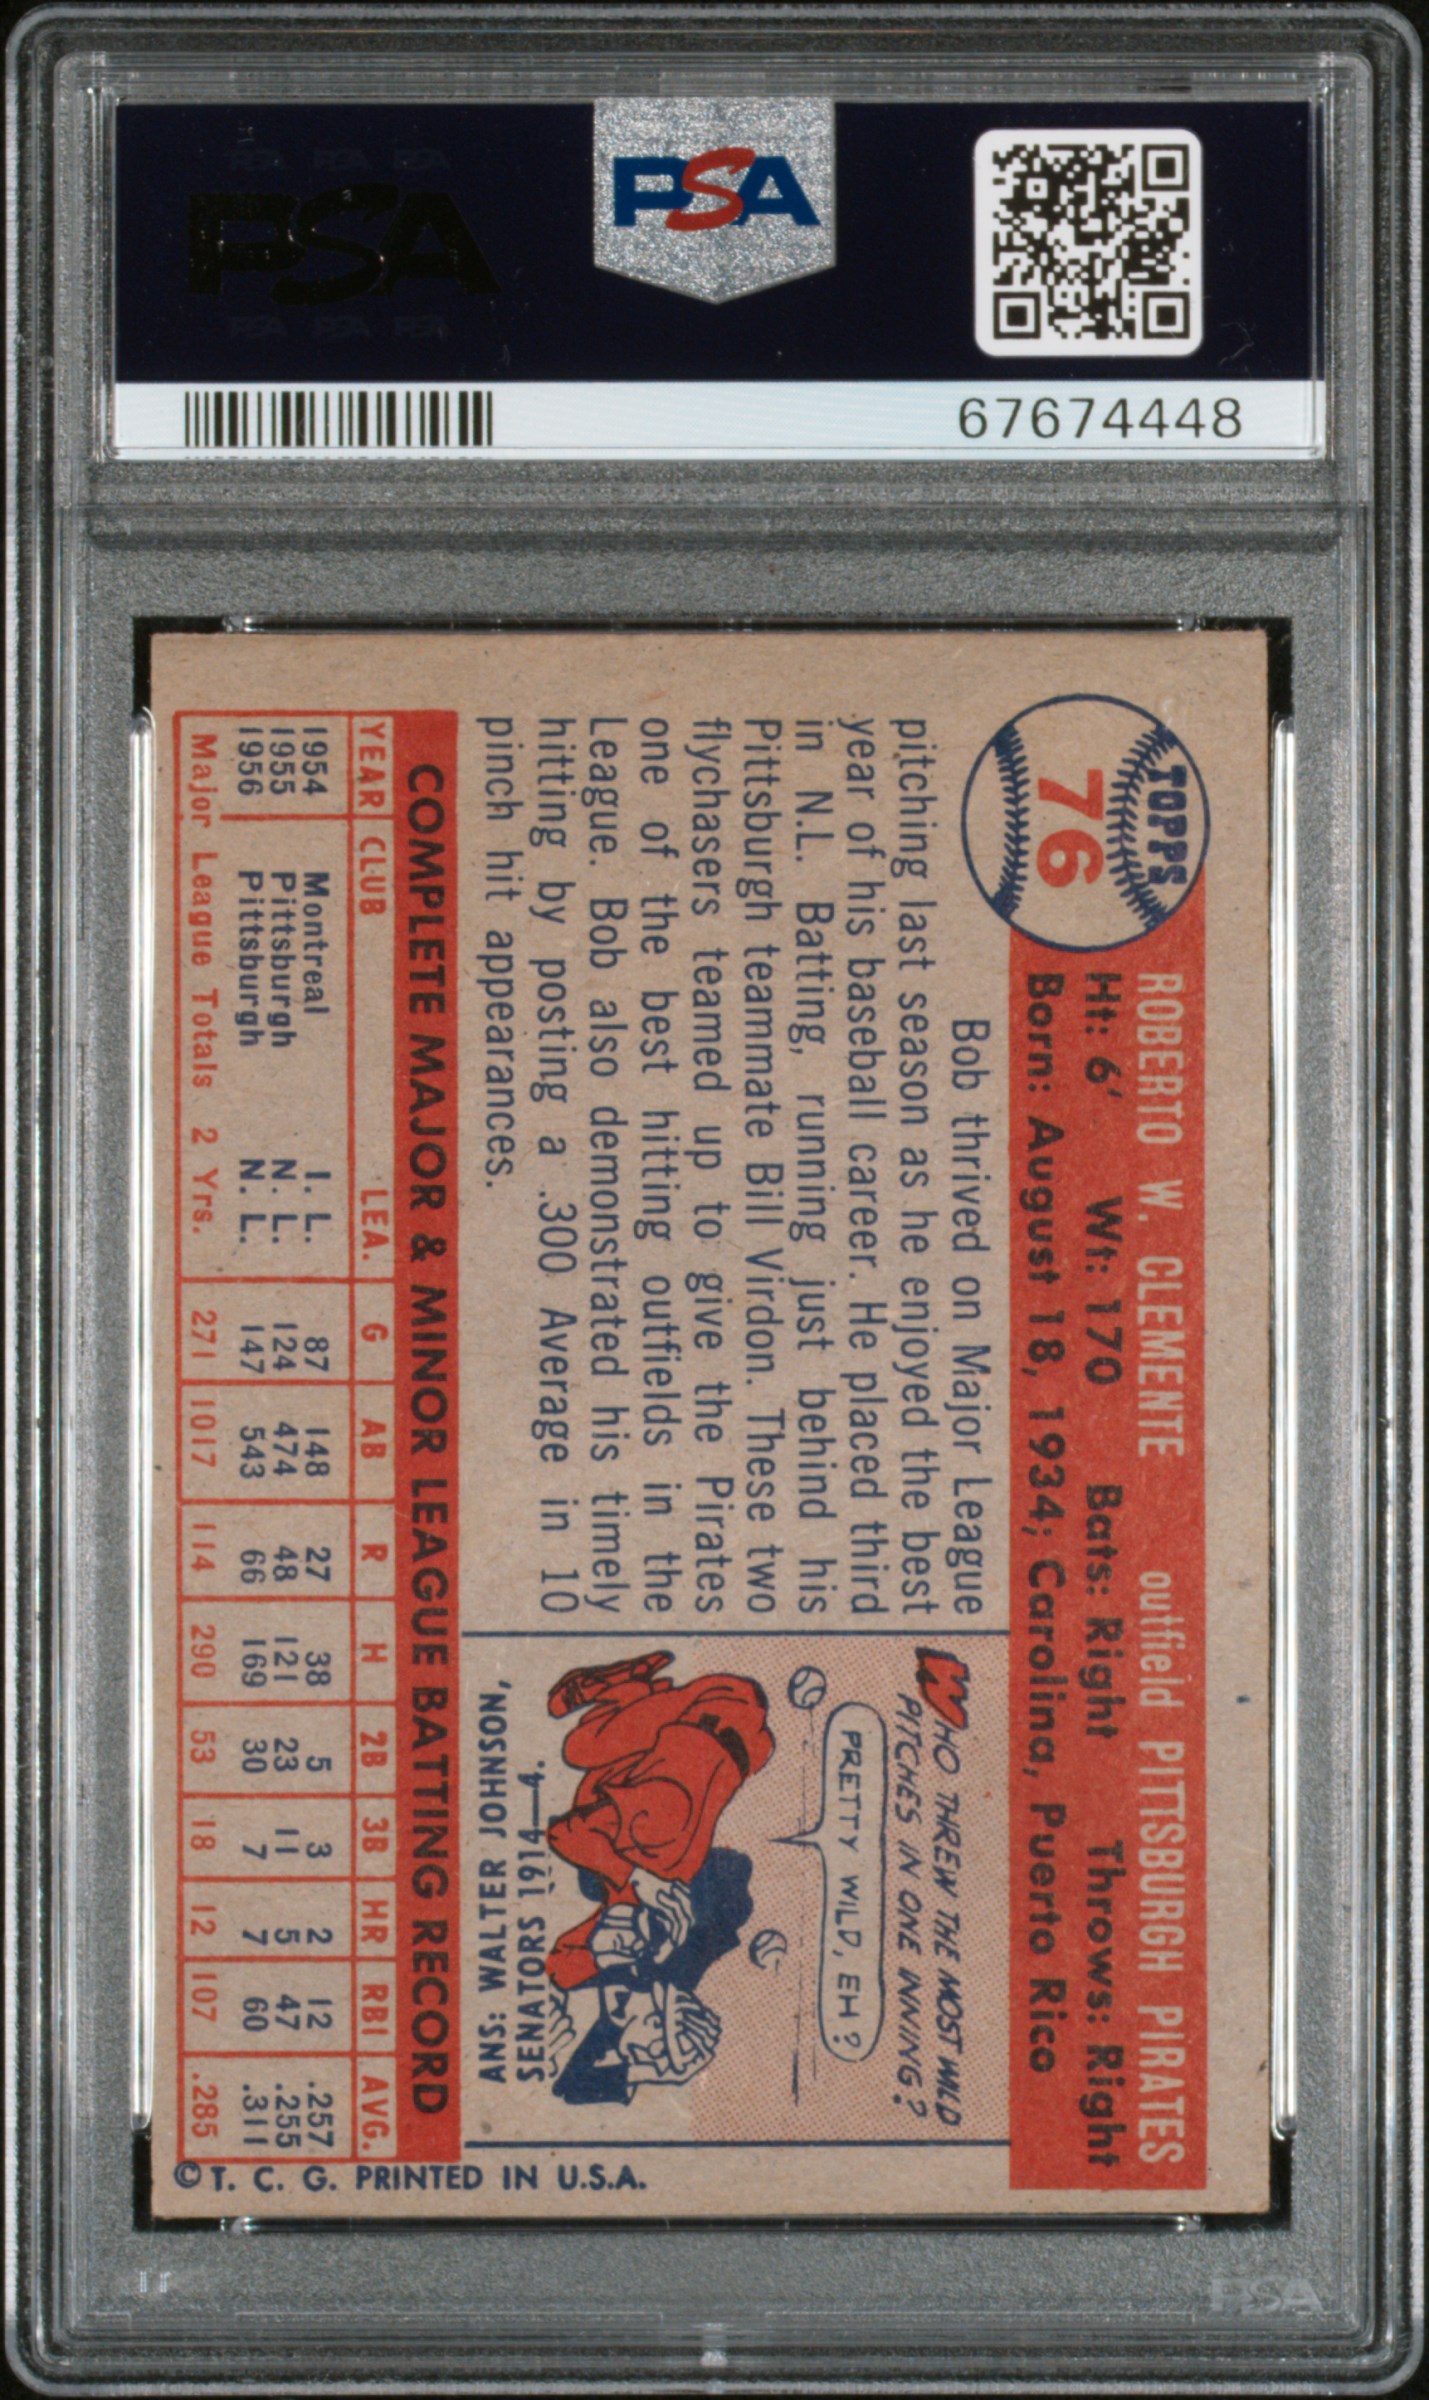 PSA
PSA PSA PSA
PSA
PSA PSA PSA
67674448
TOPPS
76
ROBERTO W. CLEMENTE outfield PITTSBURGH PIRATES
Ht: 6' Wt: 170 Bats: Right Throws: Right
Born: August 18, 1934; Carolina, Puerto Rico
Bob thrived on Major League
pitching last season as he enjoyed the best
year of his baseball career. He placed third
in N.L. Batting, running just behind his
Pittsburgh teammate Bill Virdon. These two
flychasers teamed up to give the Pirates
one of the best hitting outfields in the
League. Bob also demonstrated his timely
hitting by posting a .300 Average in 10
pinch hit appearances.
WHO THREW THE MOST WILD
PITCHES IN ONE INNING?
PRETTY WILD, EH?
ANS: WALTER JOHNSON,
SENATORS 1914—4.
COMPLETE MAJOR & MINOR LEAGUE BATTING RECORD
YEAR CLUB LEA. G AB R H 2B 3B HR RBI AVG.
1954 Montreal I. L. 87 148 27 38 5 3 2 12 .257
1955 Pittsburgh N. L. 124 474 48 121 23 11 5 47 .255
1956 Pittsburgh N. L. 147 543 66 169 30 7 7 60 .311
Major League Totals 2 Yrs. 271 1017 114 290 53 18 12 107 .285
© T. C. G. PRINTED IN U.S.A.
PSA